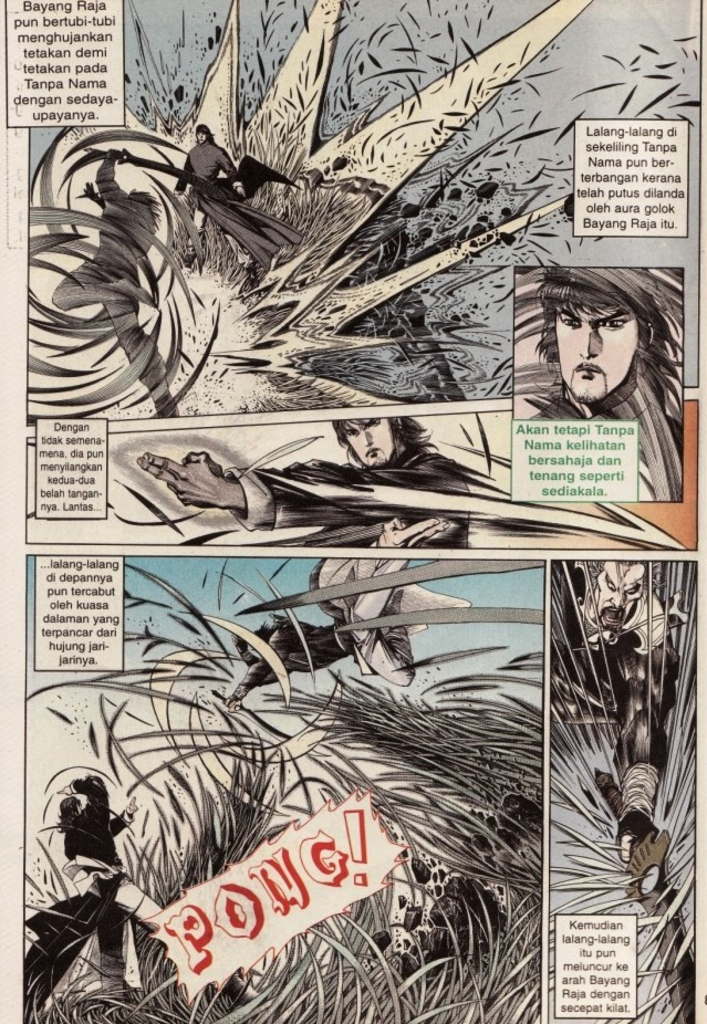 Bayang Raja
pun bertubi-tubi
menghujankan
tetakan demi
tetakan pada
Tanpa Nama
dengan sedaya-
upayanya.
Lalang-lalang di
sekeliling Tanpa
Nama pun ber-
terbangan kerana
telah putus dilanda
oleh aura golok
Bayang Raja itu.
Akan tetapi Tanpa
Nama kelihatan
bersahaja dan
tenang seperti
sediakala.
Dengan
tidak semena-
mena, dia pun
menyilangkan
kedua-dua
belah tangan-
nya. Lantas...
...lalang-lalang
di depannya
pun tercabut
oleh kuasa
dalaman yang
terpancar dari
hujung jari-
jarinya.
PONG!
Kemudian
lalang-lalang
itu pun
meluncur ke
arah Bayang
Raja dengan
secepat kilat.